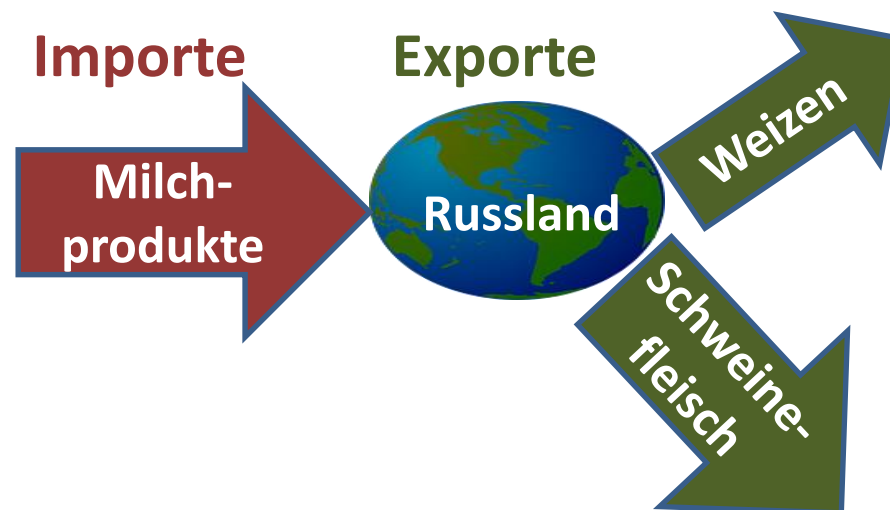 Importe
Exporte
Milch-
produkte
Russland
Weizen
Schweine-
fleisch